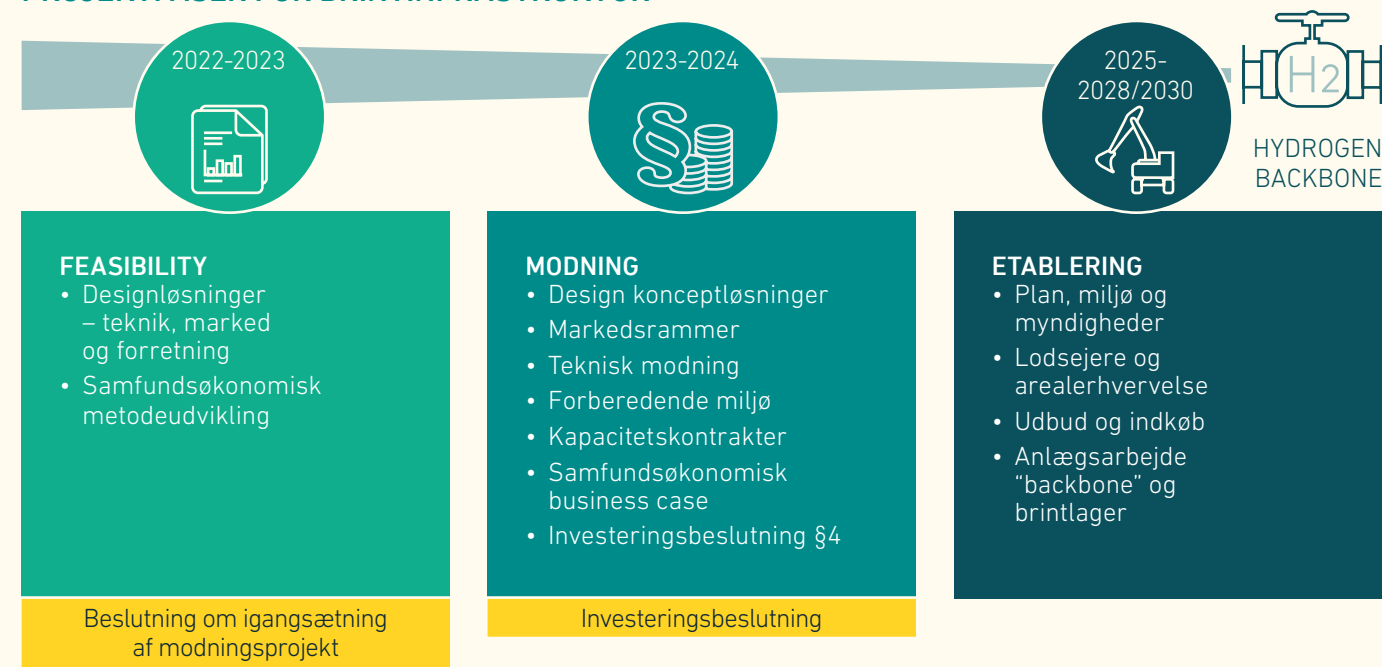 2022-2023
2023-2024
2025-
2028/2030
H2
HYDROGEN
BACKBONE
FEASIBILITY
• Designløsninger
– teknik, marked
og forretning
• Samfundsøkonomisk
metodeudvikling
Beslutning om igangsætning
af modningsprojekt
§
MODNING
• Design konceptløsninger
• Markedsrammer
• Teknisk modning
• Forberedende miljø
• Kapacitetskontrakter
• Samfundsøkonomisk
business case
• Investeringsbeslutning §4
Investeringsbeslutning
ETABLERING
• Plan, miljø og
myndigheder
• Lodsejere og
arealerhvervelse
• Udbud og indkøb
• Anlægsarbejde
“backbone” og
brintlager